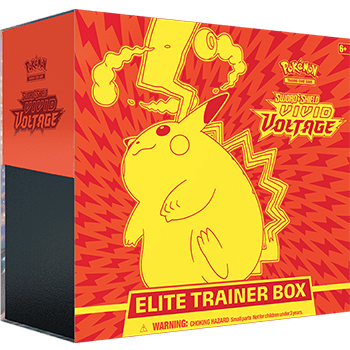 Pokémon
SWORD & SHIELD
VIVID
VOLTAGE
Pokémon
TRADING CARD GAME
6+
SWORD & SHIELD
VIVID
VOLTAGE
ELITE TRAINER BOX
WARNING: CHOKING HAZARD Small parts. Not for children under 3 years.